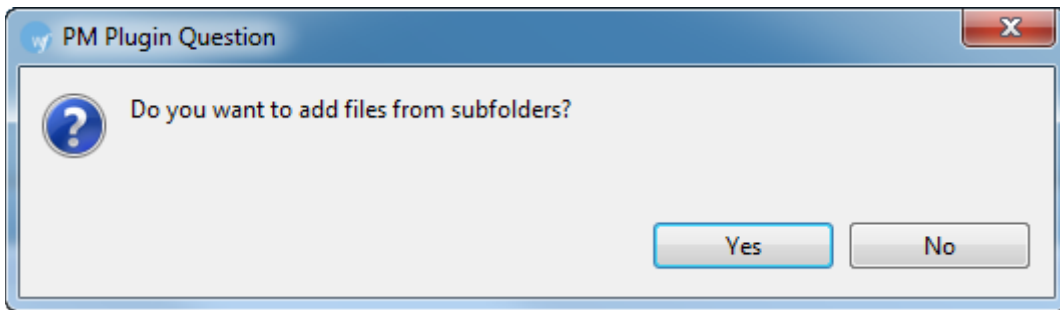 PM Plugin Question
Do you want to add files from subfolders?
Yes
No